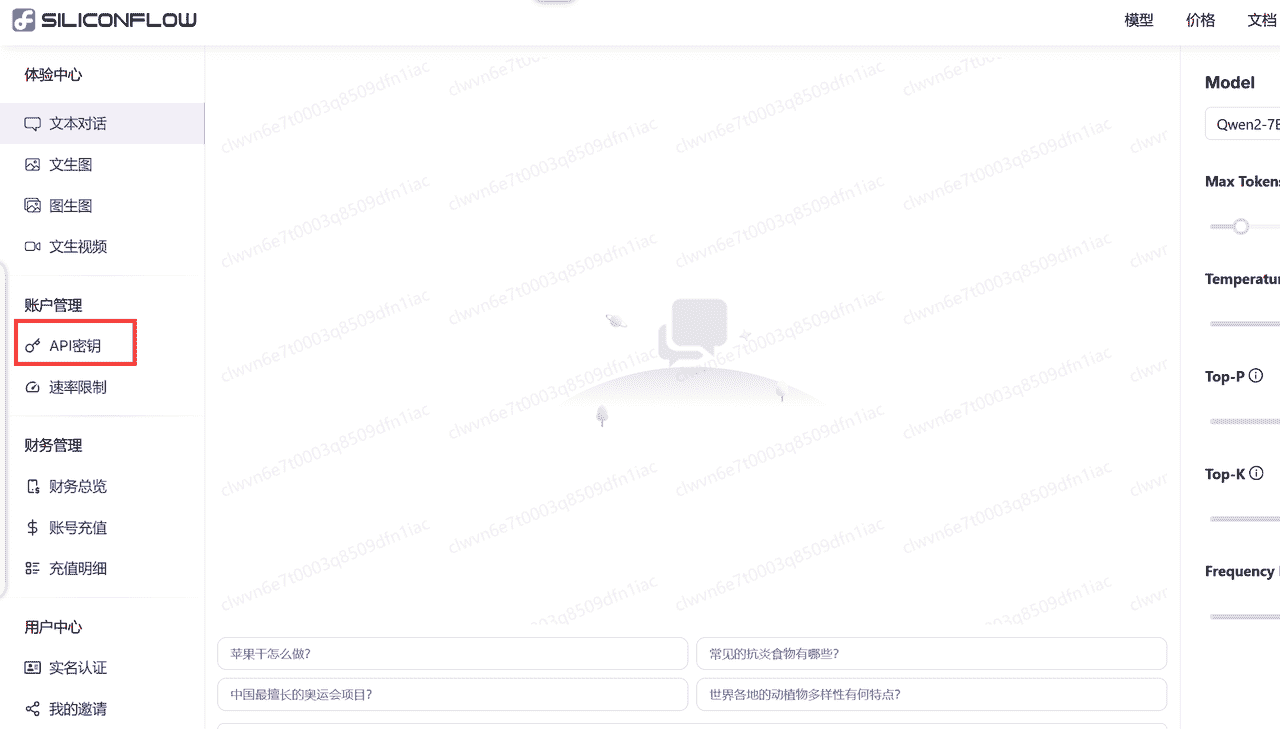 SILICONFLOW
模型
价格
文档
体验中心
文本对话
文生图
图生图
文生视频
账户管理
API密钥
速率限制
财务管理
财务总览
账号充值
充值明细
用户中心
实名认证
我的邀请
clwvn6e7t0003q8509dfn1iac
苹果干怎么做?
常见的抗炎食物有哪些?
中国最擅长的奥运会项目?
世界各地的动植物多样性有何特点?
Model
Qwen2-7B
Max Tokens
Temperatur
Top-P
Top-K
Frequency